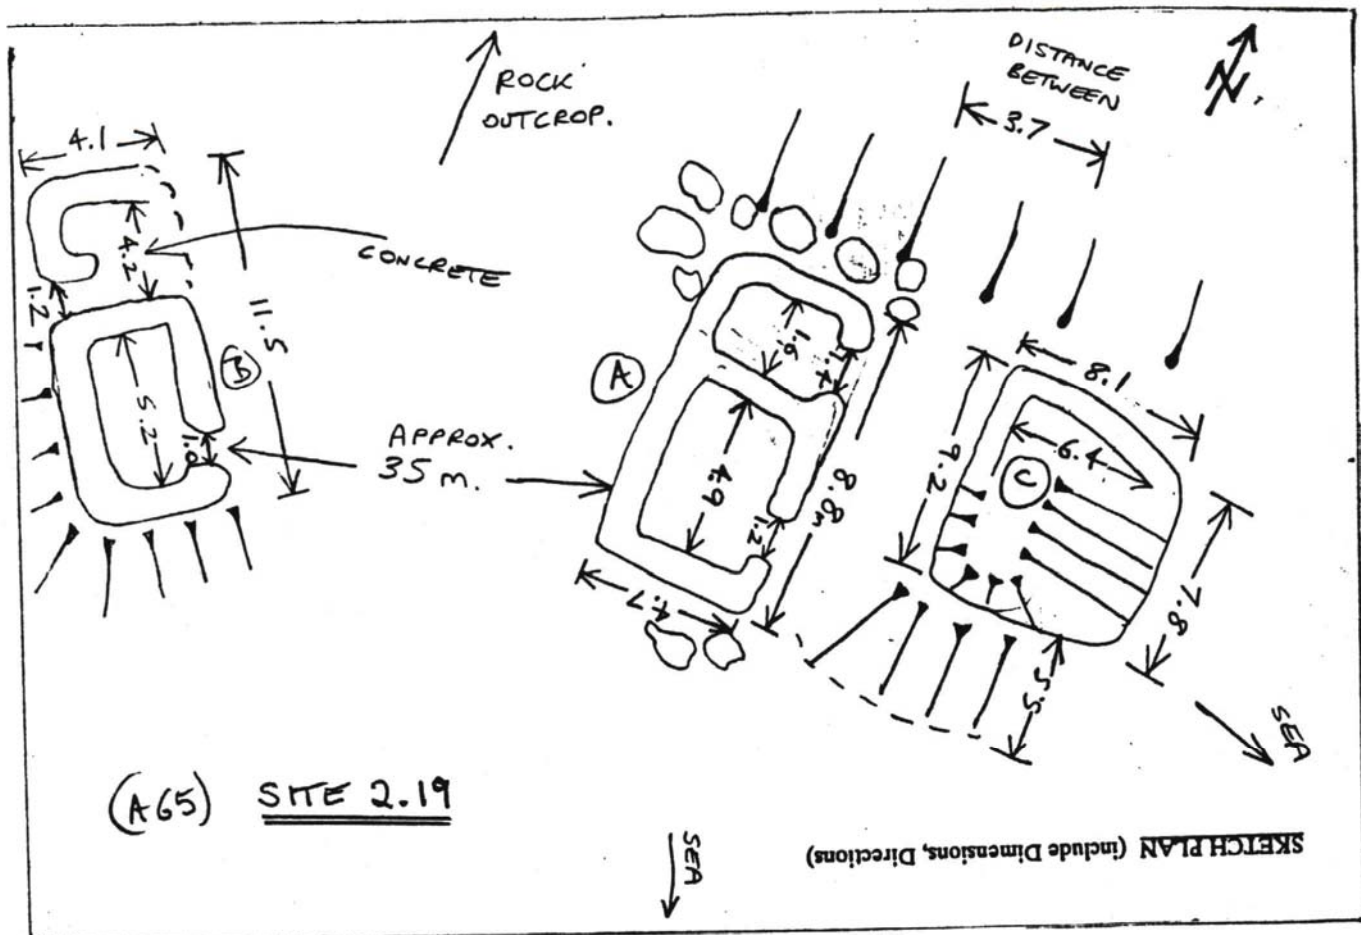 DISTANCE
BETWEEN
N.
3.7
ROCK
OUTCROP.
4.1
4.2
CONCRETE
1.2
11.5
B
5.2
1.0
APPROX.
35 m.
A
1.6
1.4
4.9
1.2
8.8m
4.7
8.1
6.4
C
9.2
7.8
5.5
SEA
(A65) SITE 2.19
SEA
SKETCH PLAN (include Dimensions, Directions)